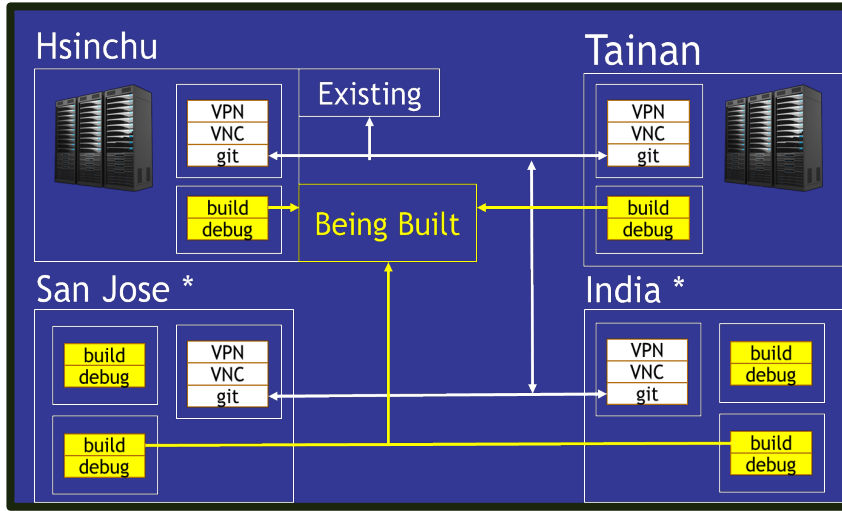 Hsinchu
Tainan
Existing
VPN
VNC
git
VPN
VNC
git
build
debug
Being Built
build
debug
San Jose *
India *
build
debug
VPN
VNC
git
VPN
VNC
git
build
debug
build
debug
build
debug